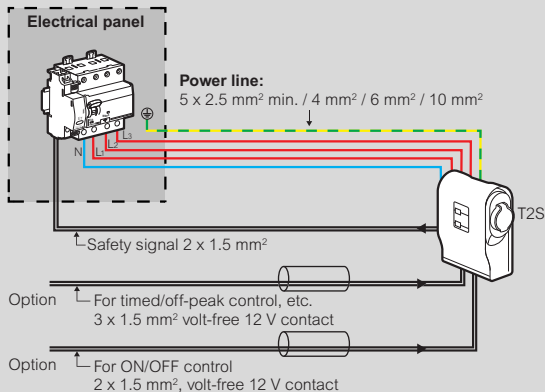 Electrical panel
Power line:
5 x 2.5 mm² min. / 4 mm² / 6 mm² / 10 mm²
L3
L2
L1
N
T2S
Safety signal 2 x 1.5 mm²
Option
For timed/off-peak control, etc.
3 x 1.5 mm² volt-free 12 V contact
Option
For ON/OFF control
2 x 1.5 mm², volt-free 12 V contact